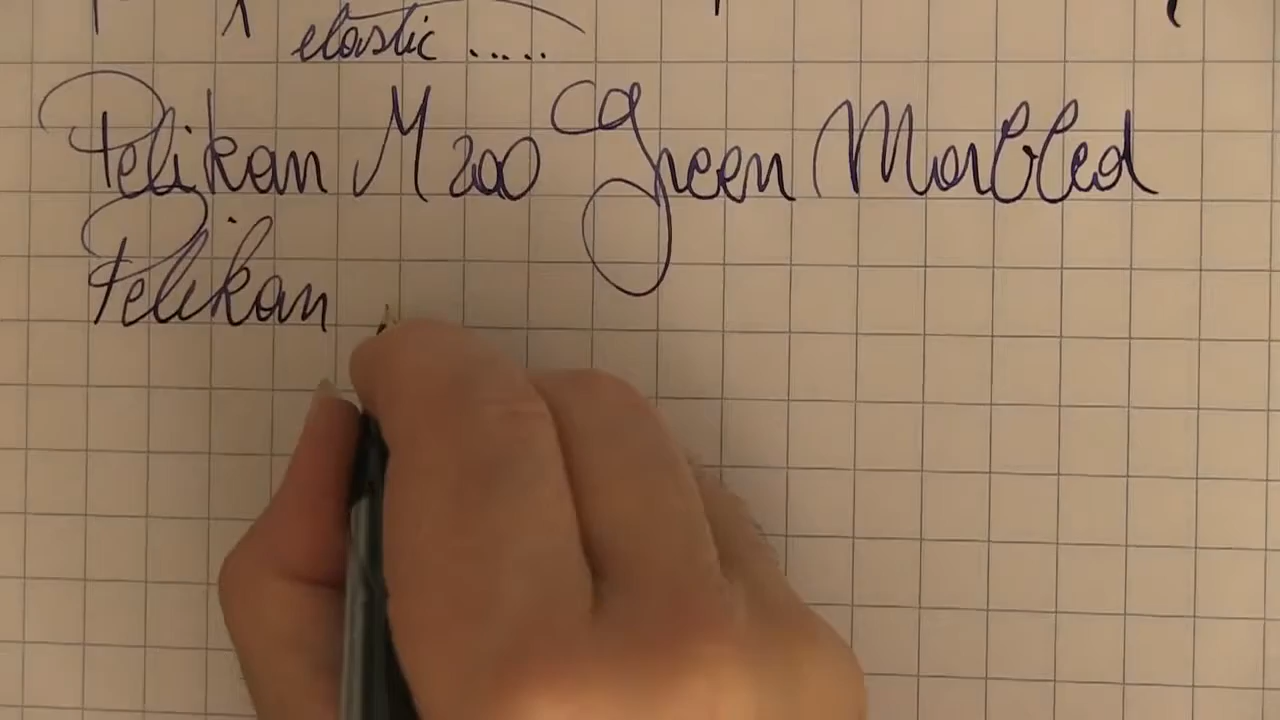 elastic .....
Pelikan M200 Green Marbled
Pelikan